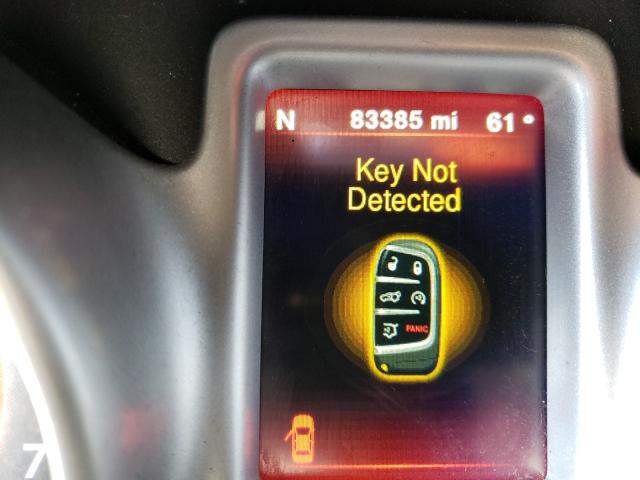 N 83385 mi 61°
Key Not
Detected
PANIC
7